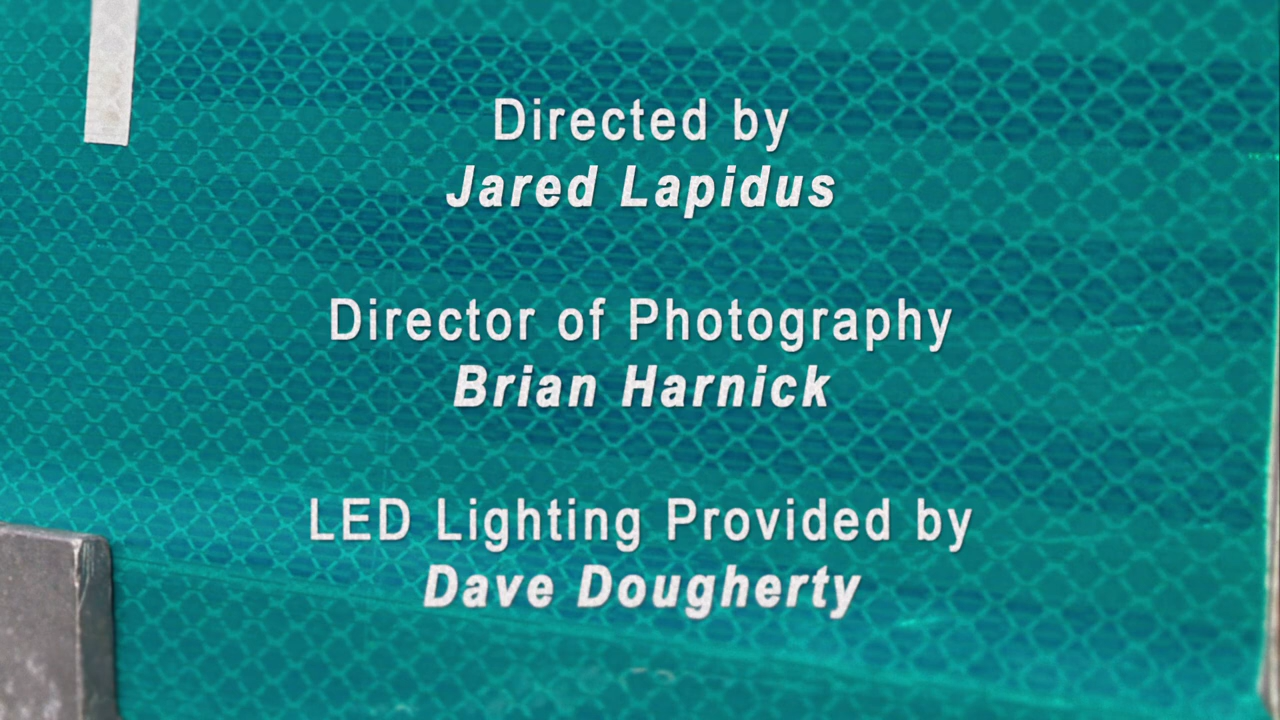 Directed by
Jared Lapidus
Director of Photography
Brian Harnick
LED Lighting Provided by
Dave Dougherty